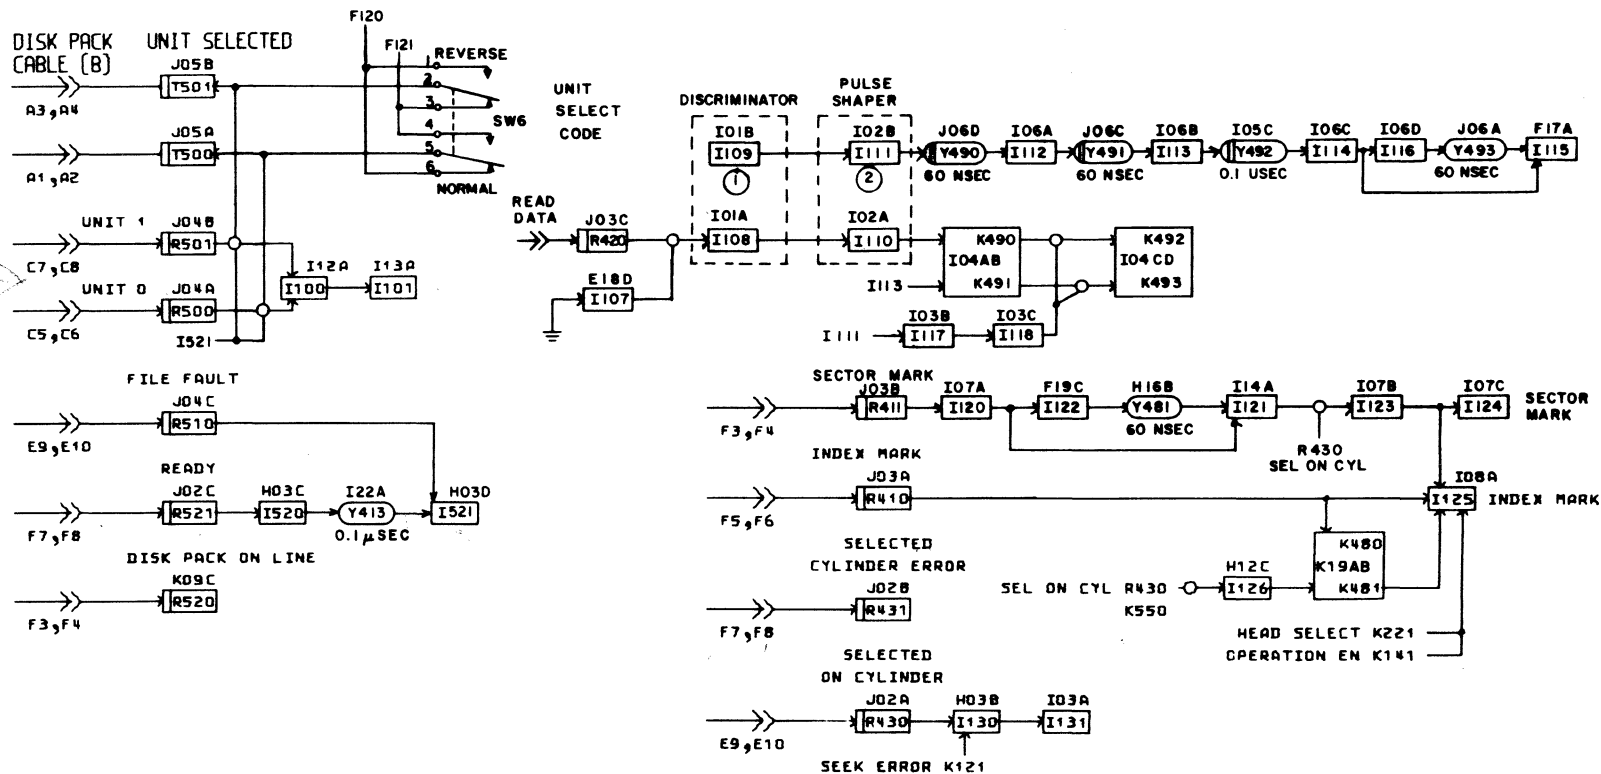 F120
F121
DISK PACK
CABLE (B)
UNIT SELECTED
J05B
T501
A3,A4
J05A
T500
A1,A2
1
REVERSE
2
3
SW6
4
5
6
NORMAL
UNIT
SELECT
CODE
UNIT 1
J04B
R501
C7,C8
UNIT 0
J04A
R500
C5,C6
I12A
I100
I13A
I101
I521
READ
DATA
J03C
R420
E18D
I107
DISCRIMINATOR
I01B
I109
1
I01A
I108
PULSE
SHAPER
I02B
I111
2
I02A
I110
J06D
Y490
60 NSEC
I06A
I112
J06C
Y491
60 NSEC
I06B
I113
I05C
Y492
0.1 USEC
I06C
I114
I06D
I116
J06A
Y493
60 NSEC
F17A
I115
K490
I04AB
K491
K492
I04CD
K493
I113
I111
I03B
I117
I03C
I118
FILE FAULT
J04C
R510
E9,E10
READY
J02C
R521
F7,F8
H03C
I520
I22A
Y413
0.1 µSEC
H03D
I521
DISK PACK ON LINE
K09C
R520
F3,F4
SECTOR MARK
J03B
R411
F3,F4
I07A
I120
F19C
I122
H16B
Y481
60 NSEC
I14A
I121
R430
SEL ON CYL
I07B
I123
I07C
I124
SECTOR
MARK
INDEX MARK
J03A
R410
F5,F6
I08A
I125
INDEX MARK
K480
K19AB
K481
H12C
I126
SEL ON CYL R430
K550
HEAD SELECT K221
OPERATION EN K141
SELECTED
CYLINDER ERROR
J02B
R431
F7,F8
SELECTED
ON CYLINDER
J02A
R430
E9,E10
H03B
I130
I03A
I131
SEEK ERROR K121